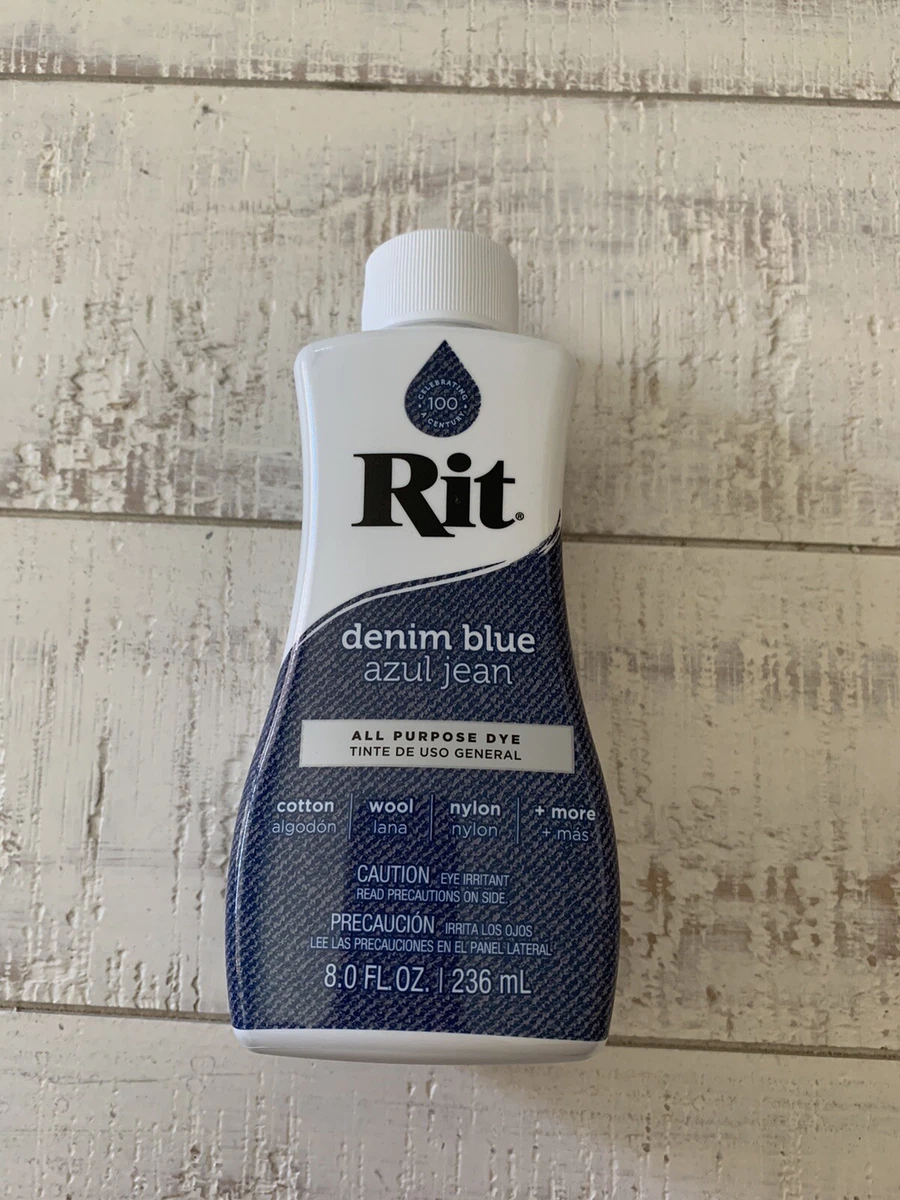 CELEBRATING
100
A CENTURY
Rit®
denim blue
azul jean
ALL PURPOSE DYE
TINTE DE USO GENERAL
cotton | wool | nylon | + more
algodón | lana | nylon | + más
CAUTION EYE IRRITANT
READ PRECAUTIONS ON SIDE.
PRECAUCIÓN IRRITA LOS OJOS
LEE LAS PRECAUCIONES EN EL PANEL LATERAL
8.0 FL. OZ. | 236 mL